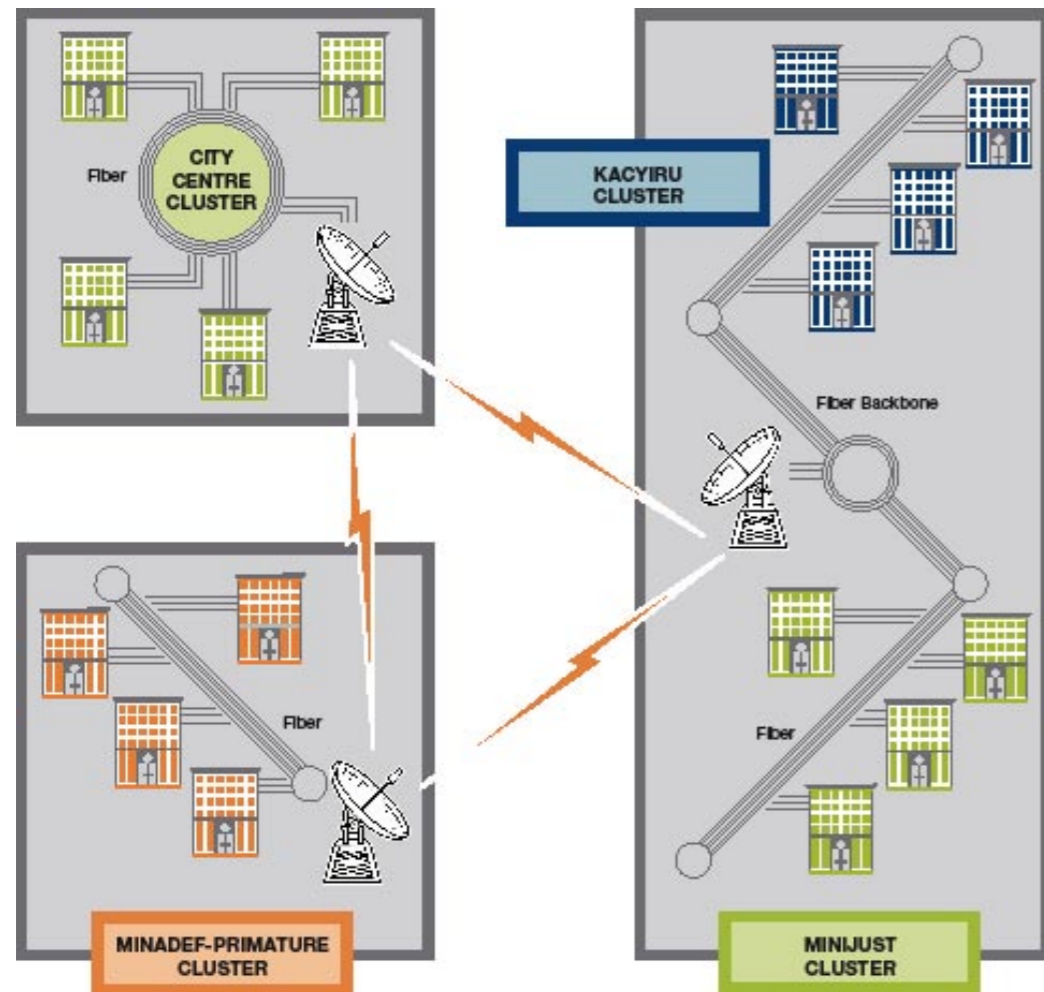 Fiber
CITY
CENTRE
CLUSTER
KACYIRU
CLUSTER
Fiber Backbone
Fiber
MINADEF-PRIMATURE
CLUSTER
Fiber
MINIJUST
CLUSTER